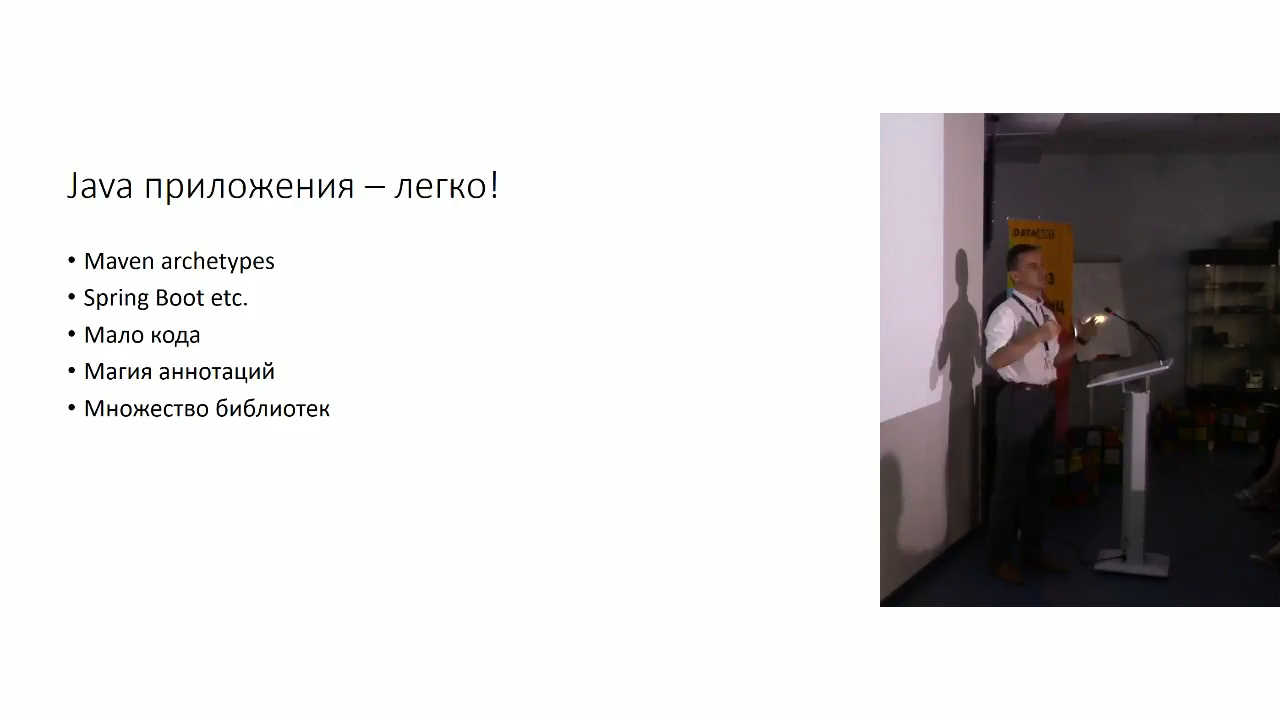 Java приложения – легко!
• Maven archetypes
• Spring Boot etc.
• Мало кода
• Магия аннотаций
• Множество библиотек